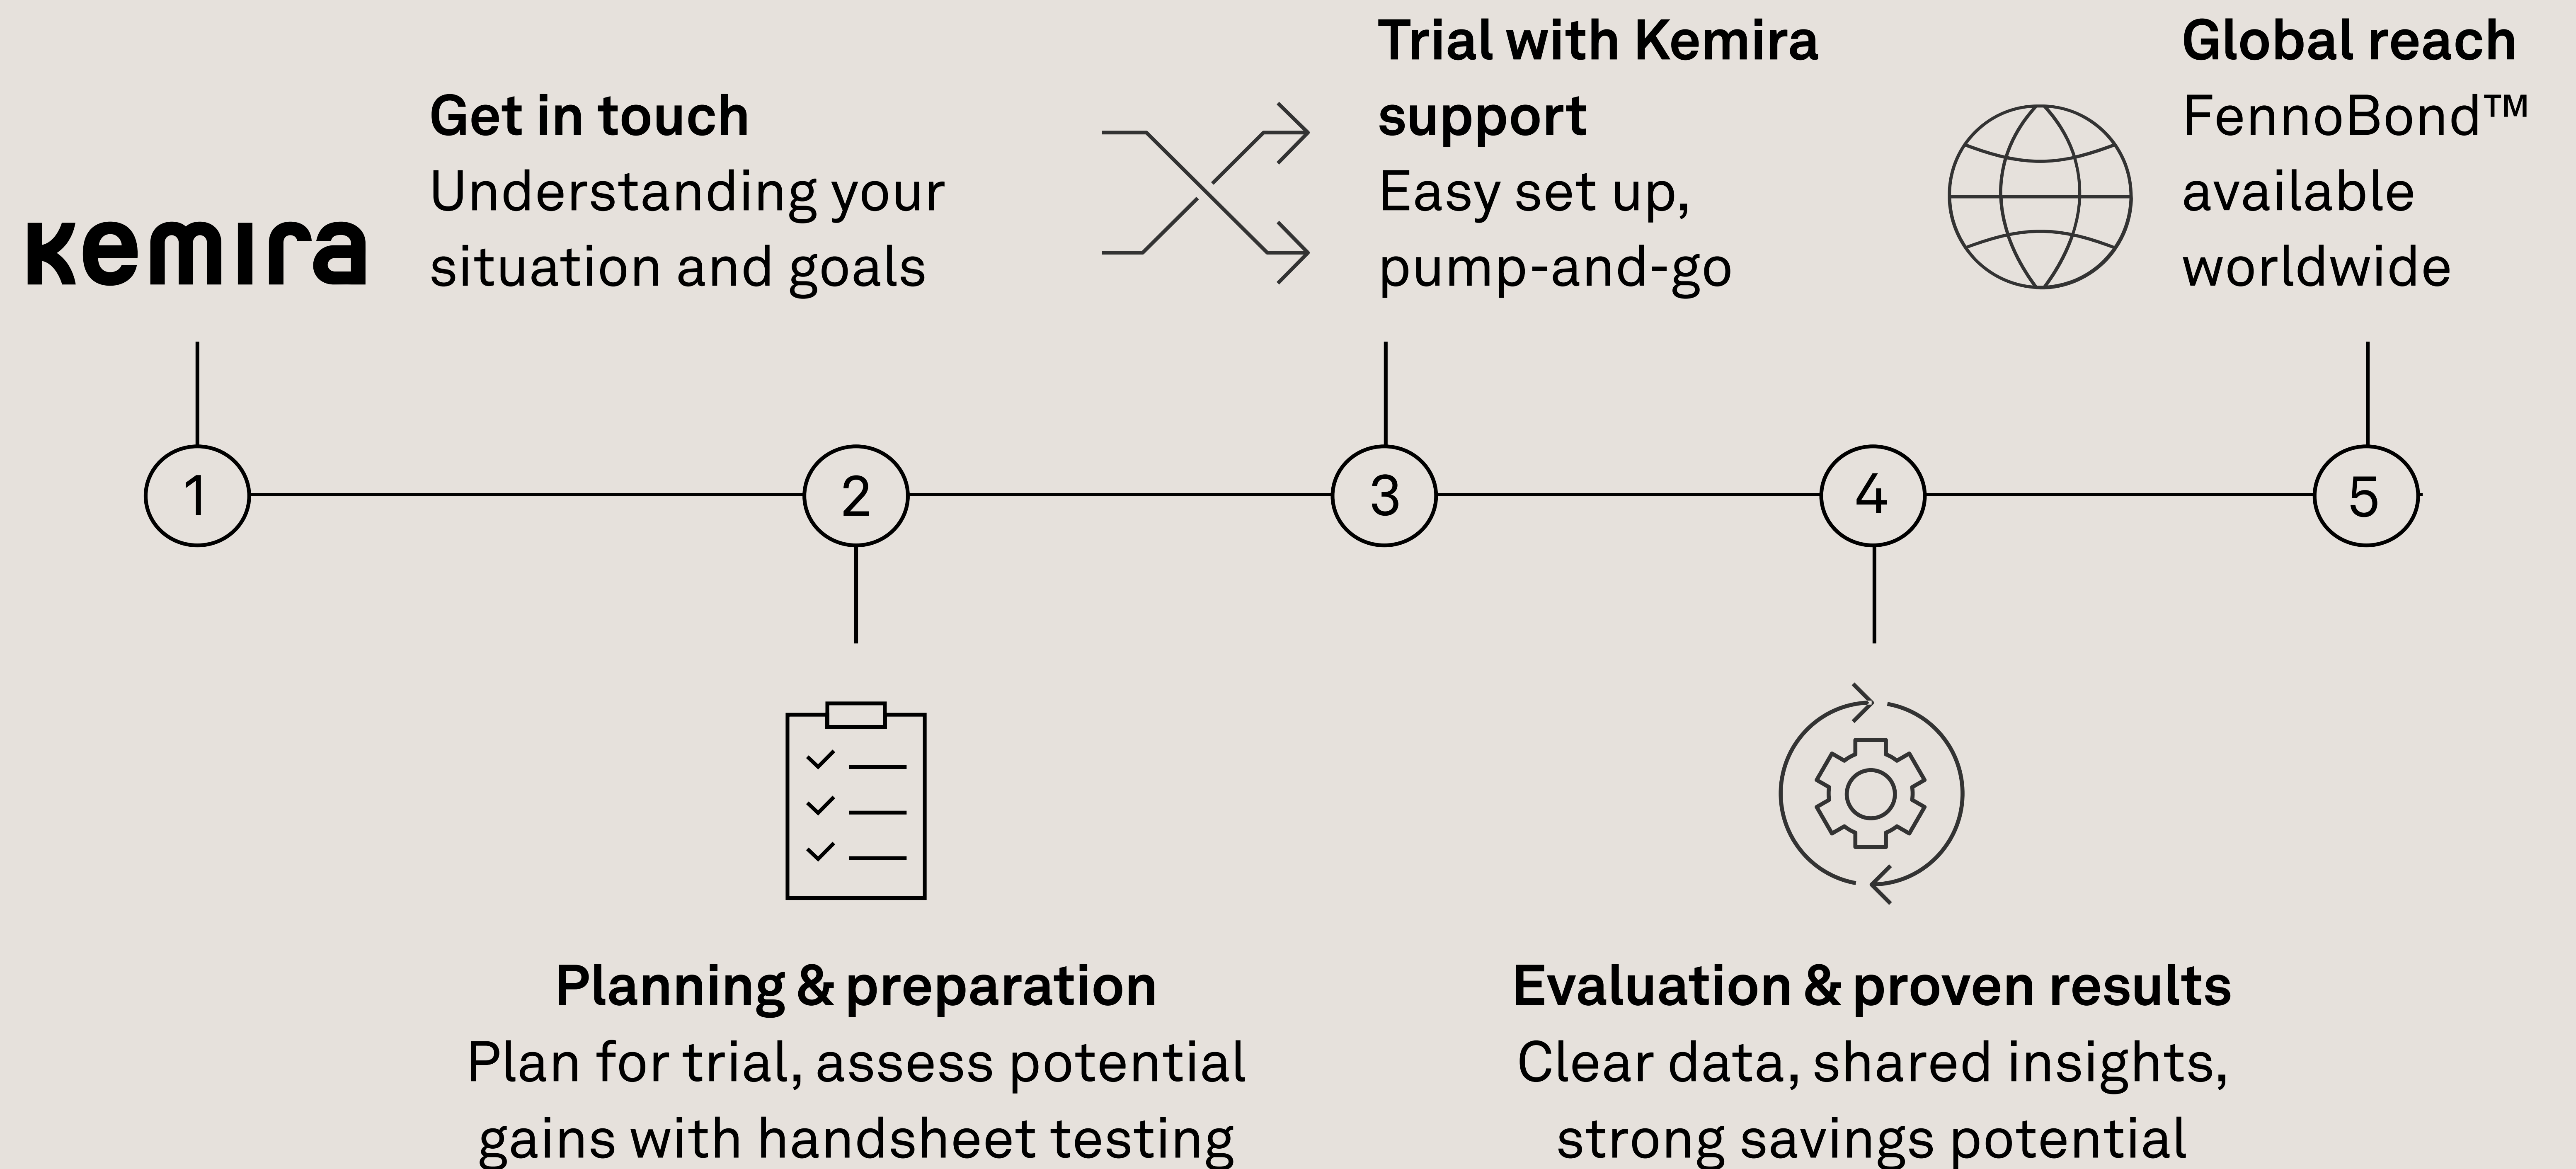 kemira
Get in touch
Understanding your
situation and goals
Trial with Kemira
support
Easy set up,
pump-and-go
Global reach
FennoBond™
available
worldwide
1
2
3
4
5
Planning & preparation
Plan for trial, assess potential
gains with handsheet testing
Evaluation & proven results
Clear data, shared insights,
strong savings potential